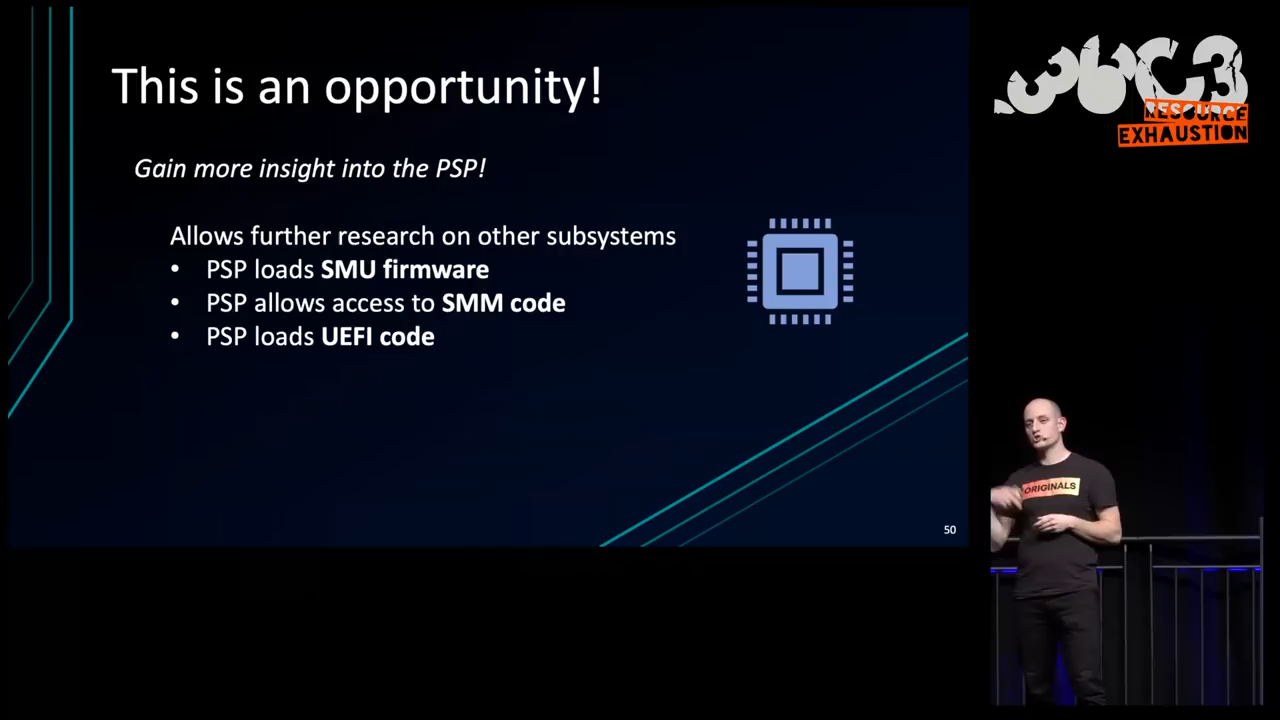 This is an opportunity!
Gain more insight into the PSP!
Allows further research on other subsystems
• PSP loads SMU firmware
• PSP allows access to SMM code
• PSP loads UEFI code
50
36C3
RESOURCE
EXHAUSTION
ORIGINALS